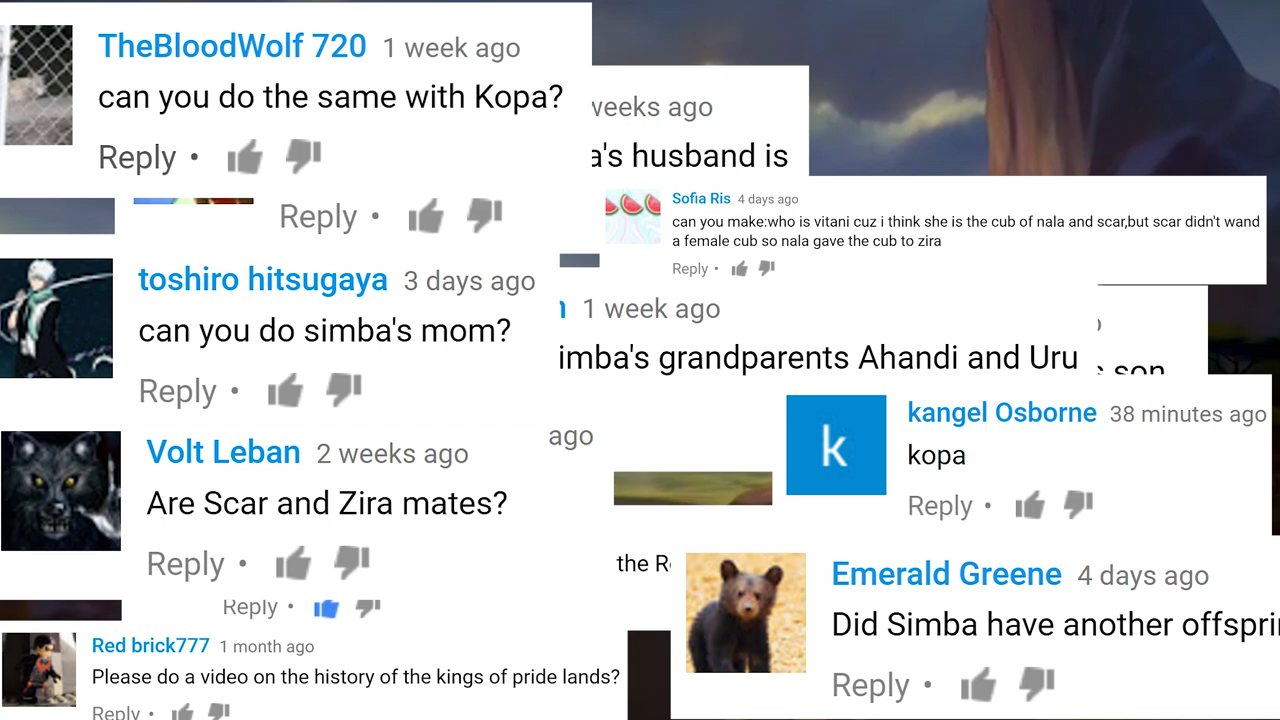 TheBloodWolf 720 1 week ago
can you do the same with Kopa?
Reply •
Reply •
weeks ago
a's husband is
Sofia Ris 4 days ago
can you make:who is vitani cuz i think she is the cub of nala and scar,but scar didn't wand
a female cub so nala gave the cub to zira
Reply •
toshiro hitsugaya 3 days ago
can you do simba's mom?
Reply •
1 week ago
imba's grandparents Ahandi and Uru
son
Volt Leban 2 weeks ago
Are Scar and Zira mates?
Reply •
Reply •
ago
kangel Osborne 38 minutes ago
kopa
Reply •
the
Emerald Greene 4 days ago
Did Simba have another offspri
Reply •
Red brick777 1 month ago
Please do a video on the history of the kings of pride lands?
Reply •